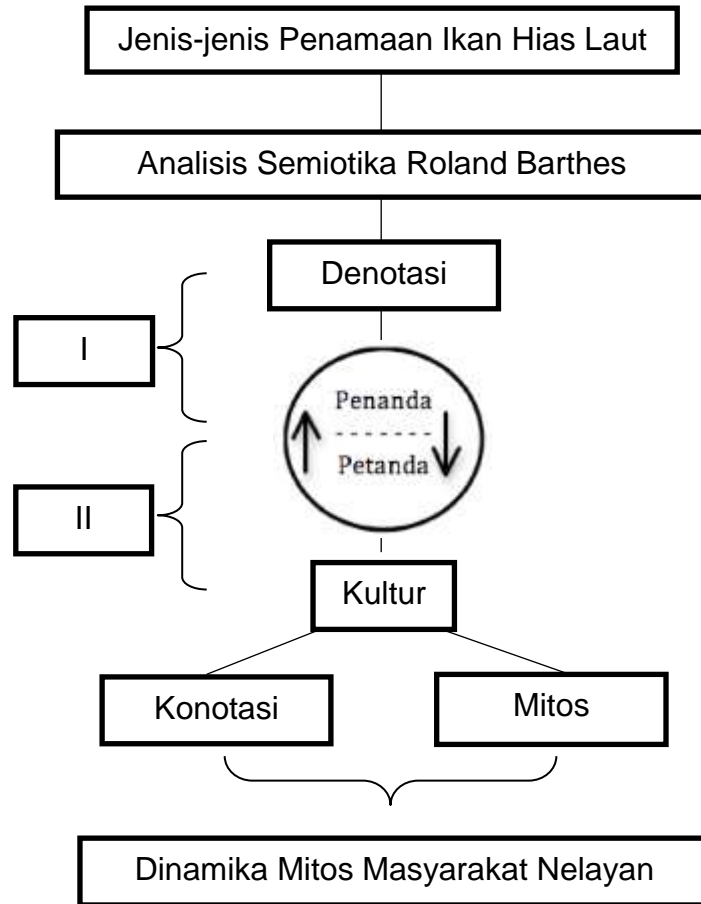 Jenis-jenis Penamaan Ikan Hias Laut
Analisis Semiotika Roland Barthes
Denotasi
I
Penanda
Petanda
II
Kultur
Konotasi
Mitos
Dinamika Mitos Masyarakat Nelayan